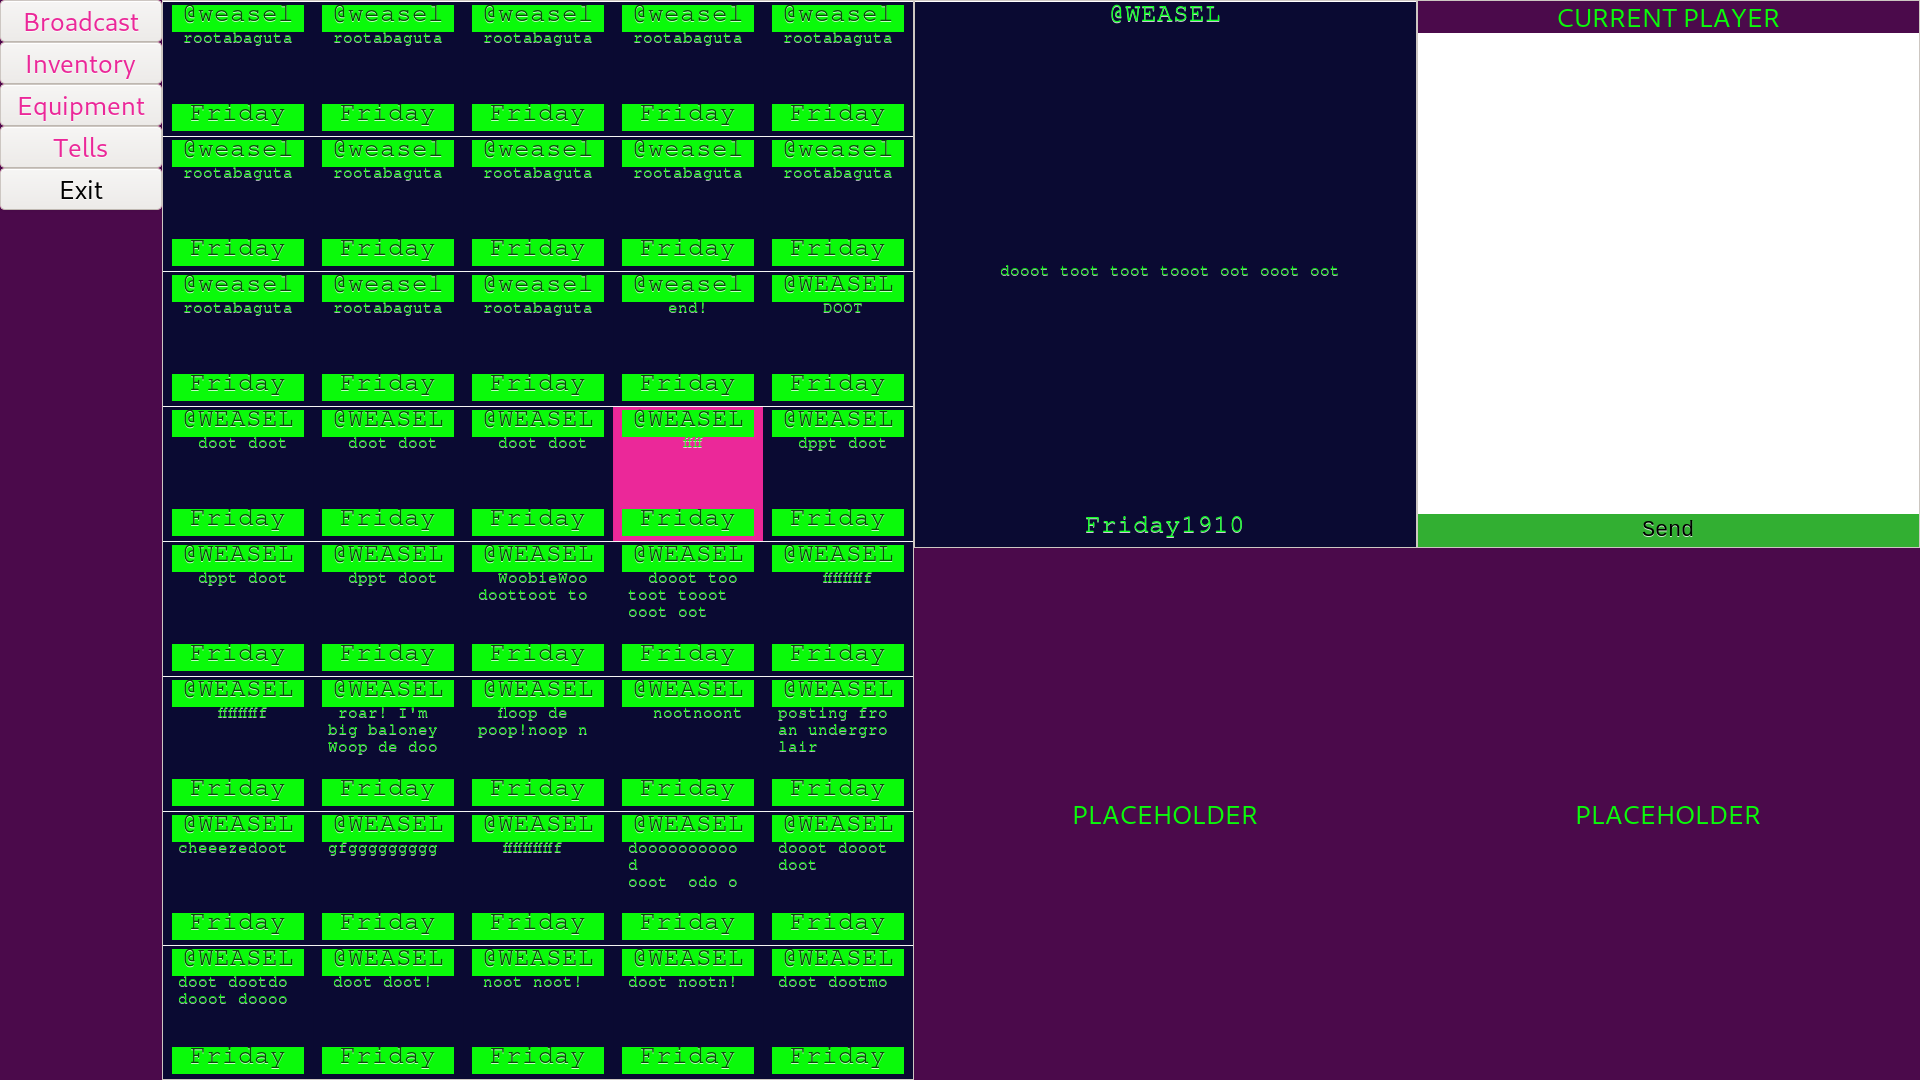 Broadcast
Inventory
Equipment
Tells
Exit
@weasel @weasel @weasel @weasel @weasel
rootabaguta rootabaguta rootabaguta rootabaguta rootabaguta
Friday Friday Friday Friday Friday
@weasel @weasel @weasel @weasel @weasel
rootabaguta rootabaguta rootabaguta rootabaguta rootabaguta
Friday Friday Friday Friday Friday
@weasel @weasel @weasel @weasel @WEASEL
rootabaguta rootabaguta rootabaguta end! DOOT
Friday Friday Friday Friday Friday
@WEASEL @WEASEL @WEASEL @WEASEL @WEASEL
doot doot doot doot doot doot ffff dppt doot
Friday Friday Friday Friday Friday
@WEASEL @WEASEL @WEASEL @WEASEL @WEASEL
dppt doot dppt doot WoobieWoo dooot too
doottoot to toot tooot
ooot oot
Friday Friday Friday Friday Friday
@WEASEL @WEASEL @WEASEL @WEASEL @WEASEL
roar! I'm floop de nootnoont posting fro
big baloney poop!noop n an undergro
Woop de doo lair
Friday Friday Friday Friday Friday
@WEASEL @WEASEL @WEASEL @WEASEL @WEASEL
cheeezedoot gfggggggggg doooooooooo dooot dooot
d doot
ooot odo o
Friday Friday Friday Friday Friday
@WEASEL @WEASEL @WEASEL @WEASEL @WEASEL
doot dootdo doot doot! noot noot! doot nootn! doot dootmo
dooot doooo
Friday Friday Friday Friday Friday
@WEASEL
dooot toot toot tooot oot ooot oot
Friday1910
CURRENT PLAYER
Send
PLACEHOLDER
PLACEHOLDER